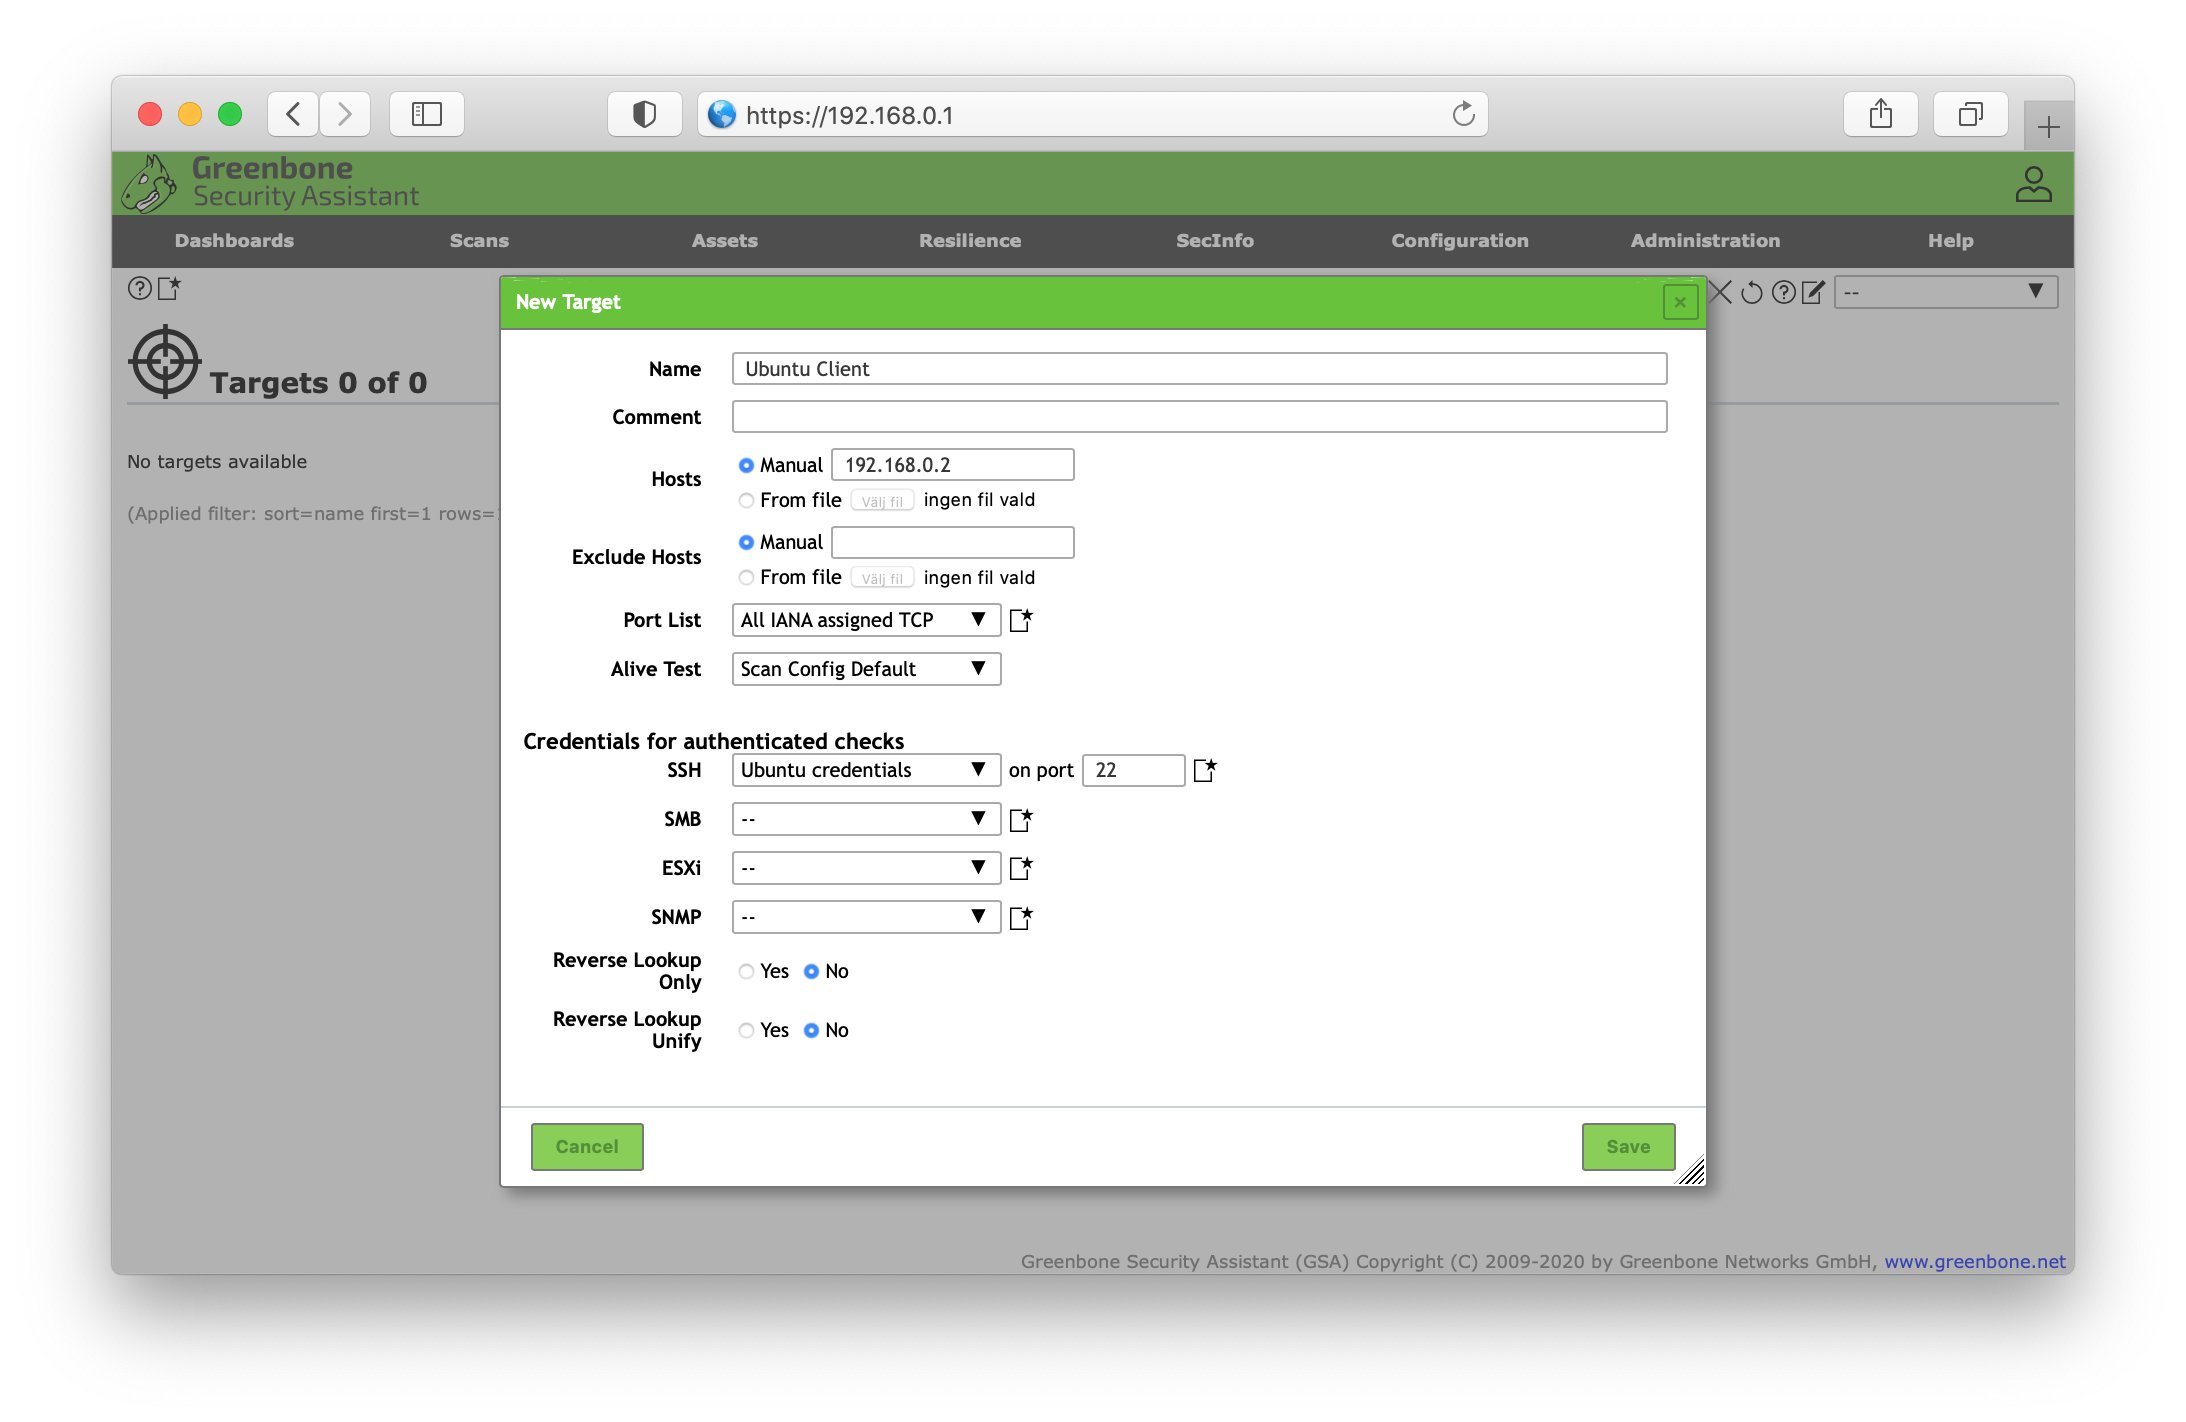 https://192.168.0.1
Greenbone
Security Assistant
Dashboards Scans Assets Resilience SecInfo Configuration Administration Help
New Target
--
Targets 0 of 0
No targets available
(Applied filter: sort=name first=1 rows=
Name Ubuntu Client
Comment
Hosts
Manual 192.168.0.2
From file Välj fil ingen fil vald
Exclude Hosts
Manual
From file Välj fil ingen fil vald
Port List All IANA assigned TCP
Alive Test Scan Config Default
Credentials for authenticated checks
SSH Ubuntu credentials on port 22
SMB --
ESXi --
SNMP --
Reverse Lookup
Only
Yes No
Reverse Lookup
Unify
Yes No
Cancel Save
Greenbone Security Assistant (GSA) Copyright (C) 2009-2020 by Greenbone Networks GmbH, www.greenbone.net